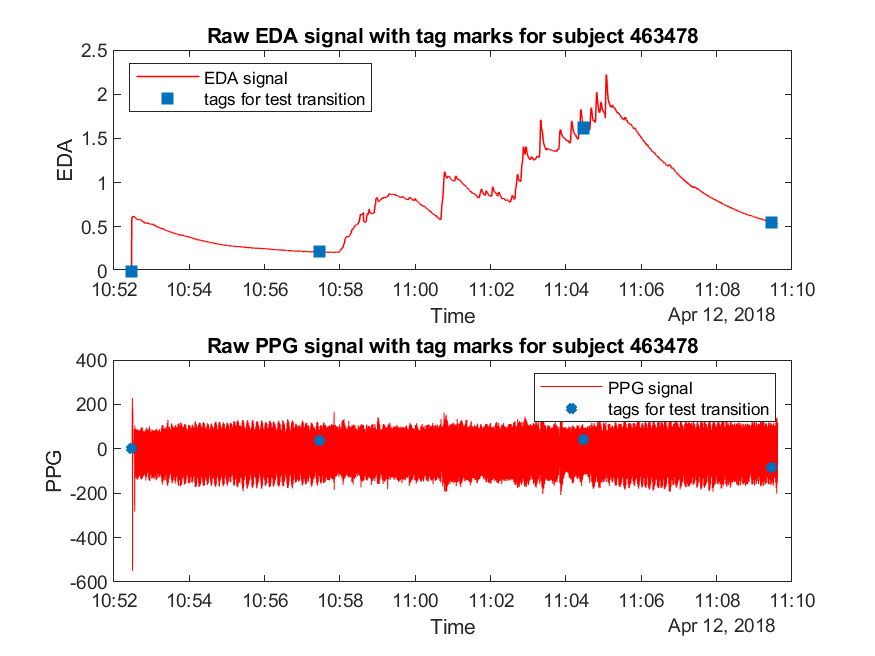 Raw EDA signal with tag marks for subject 463478
2.5
2
1.5
1
0.5
0
EDA
EDA signal
tags for test transition
10:52 10:54 10:56 10:58 11:00 11:02 11:04 11:06 11:08 11:10
Time
Apr 12, 2018
Raw PPG signal with tag marks for subject 463478
400
200
0
-200
-400
-600
PPG
PPG signal
tags for test transition
10:52 10:54 10:56 10:58 11:00 11:02 11:04 11:06 11:08 11:10
Time
Apr 12, 2018